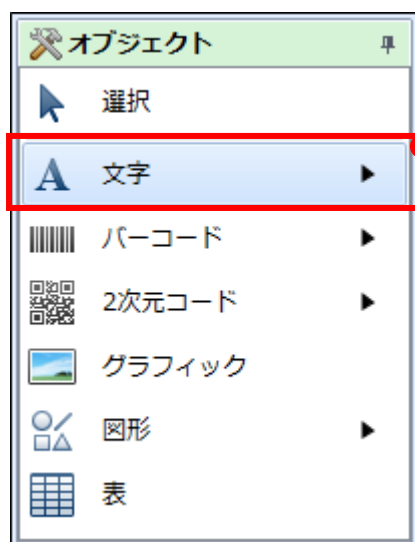 オブジェクト
選択
文字
バーコード
2次元コード
グラフィック
図形
表